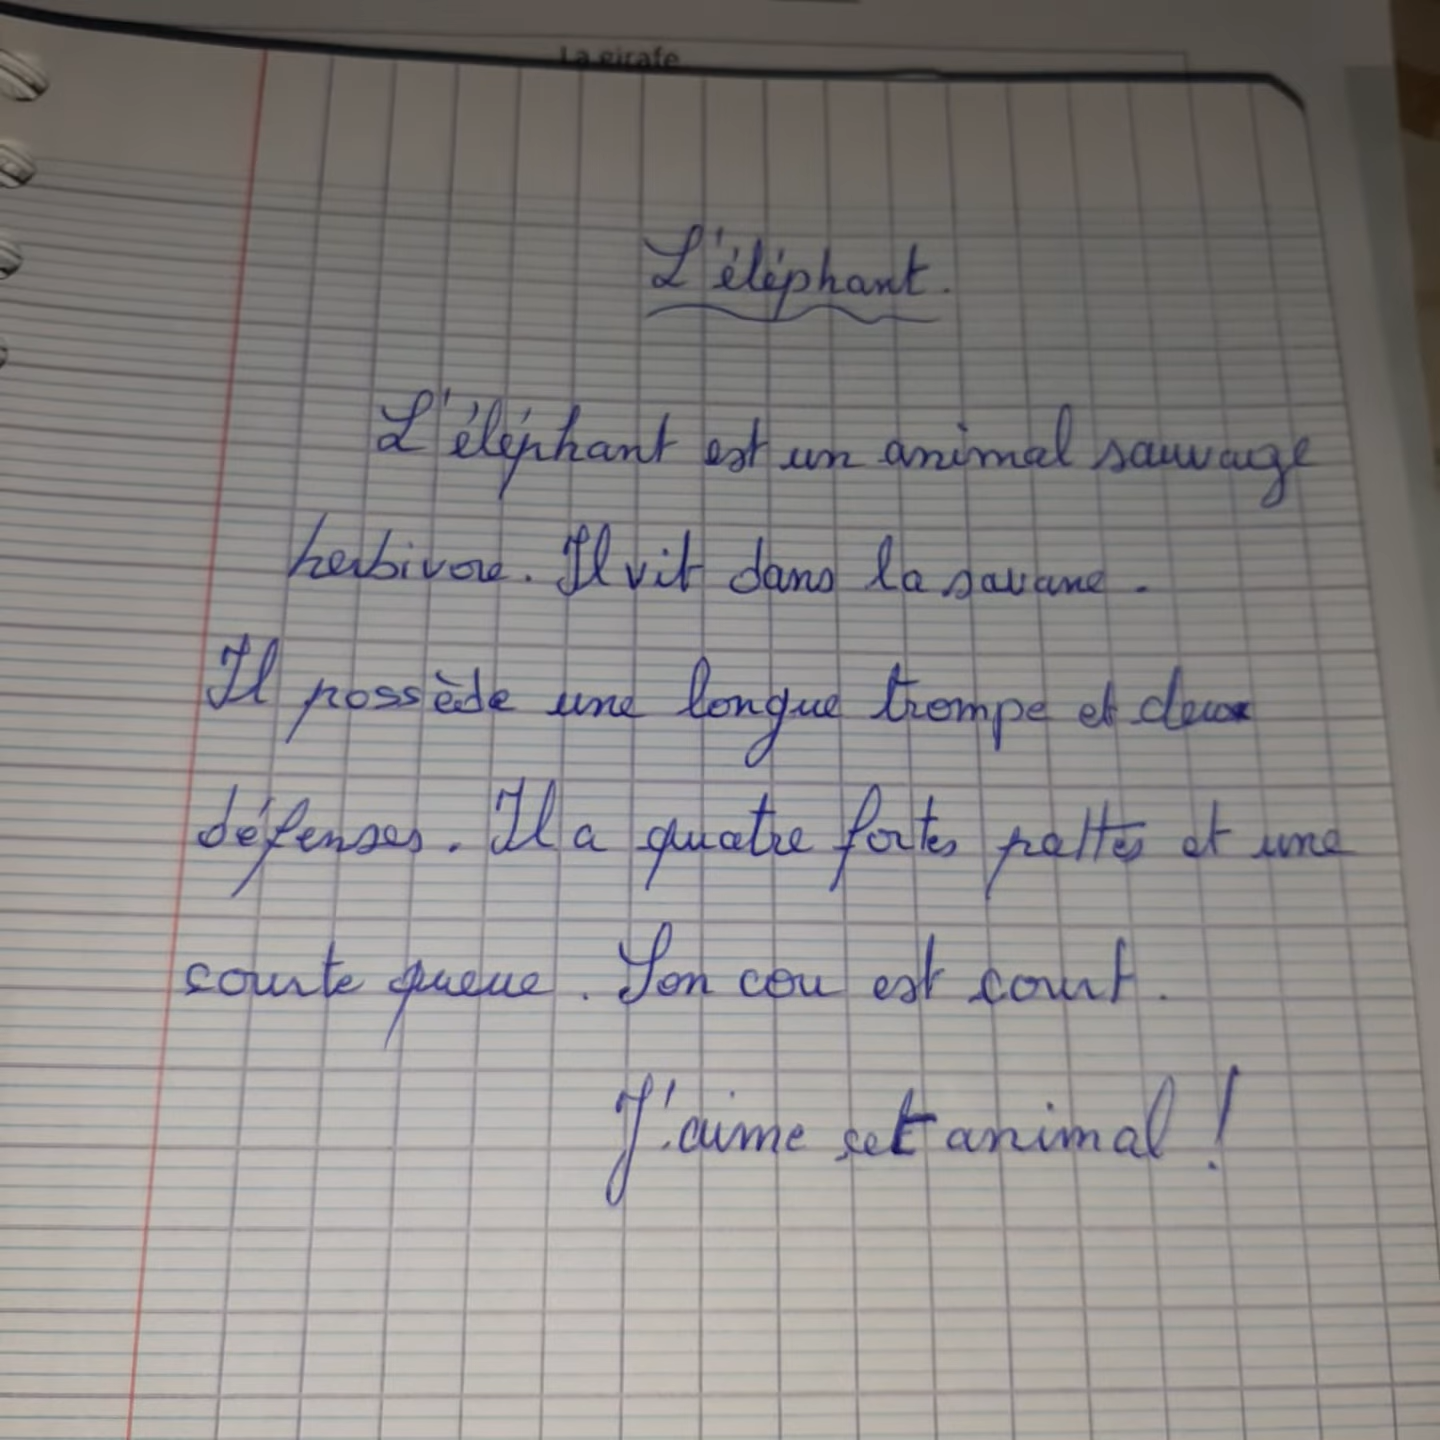 La girafe
L'éléphant.
L'éléphant est un animal sauvage
herbivore. Il vit dans la savane.
Il possède une longue trompe et deux
défenses. Il a quatre fortes pattes et une
courte queue. Son cou est court.
J'aime cet animal !